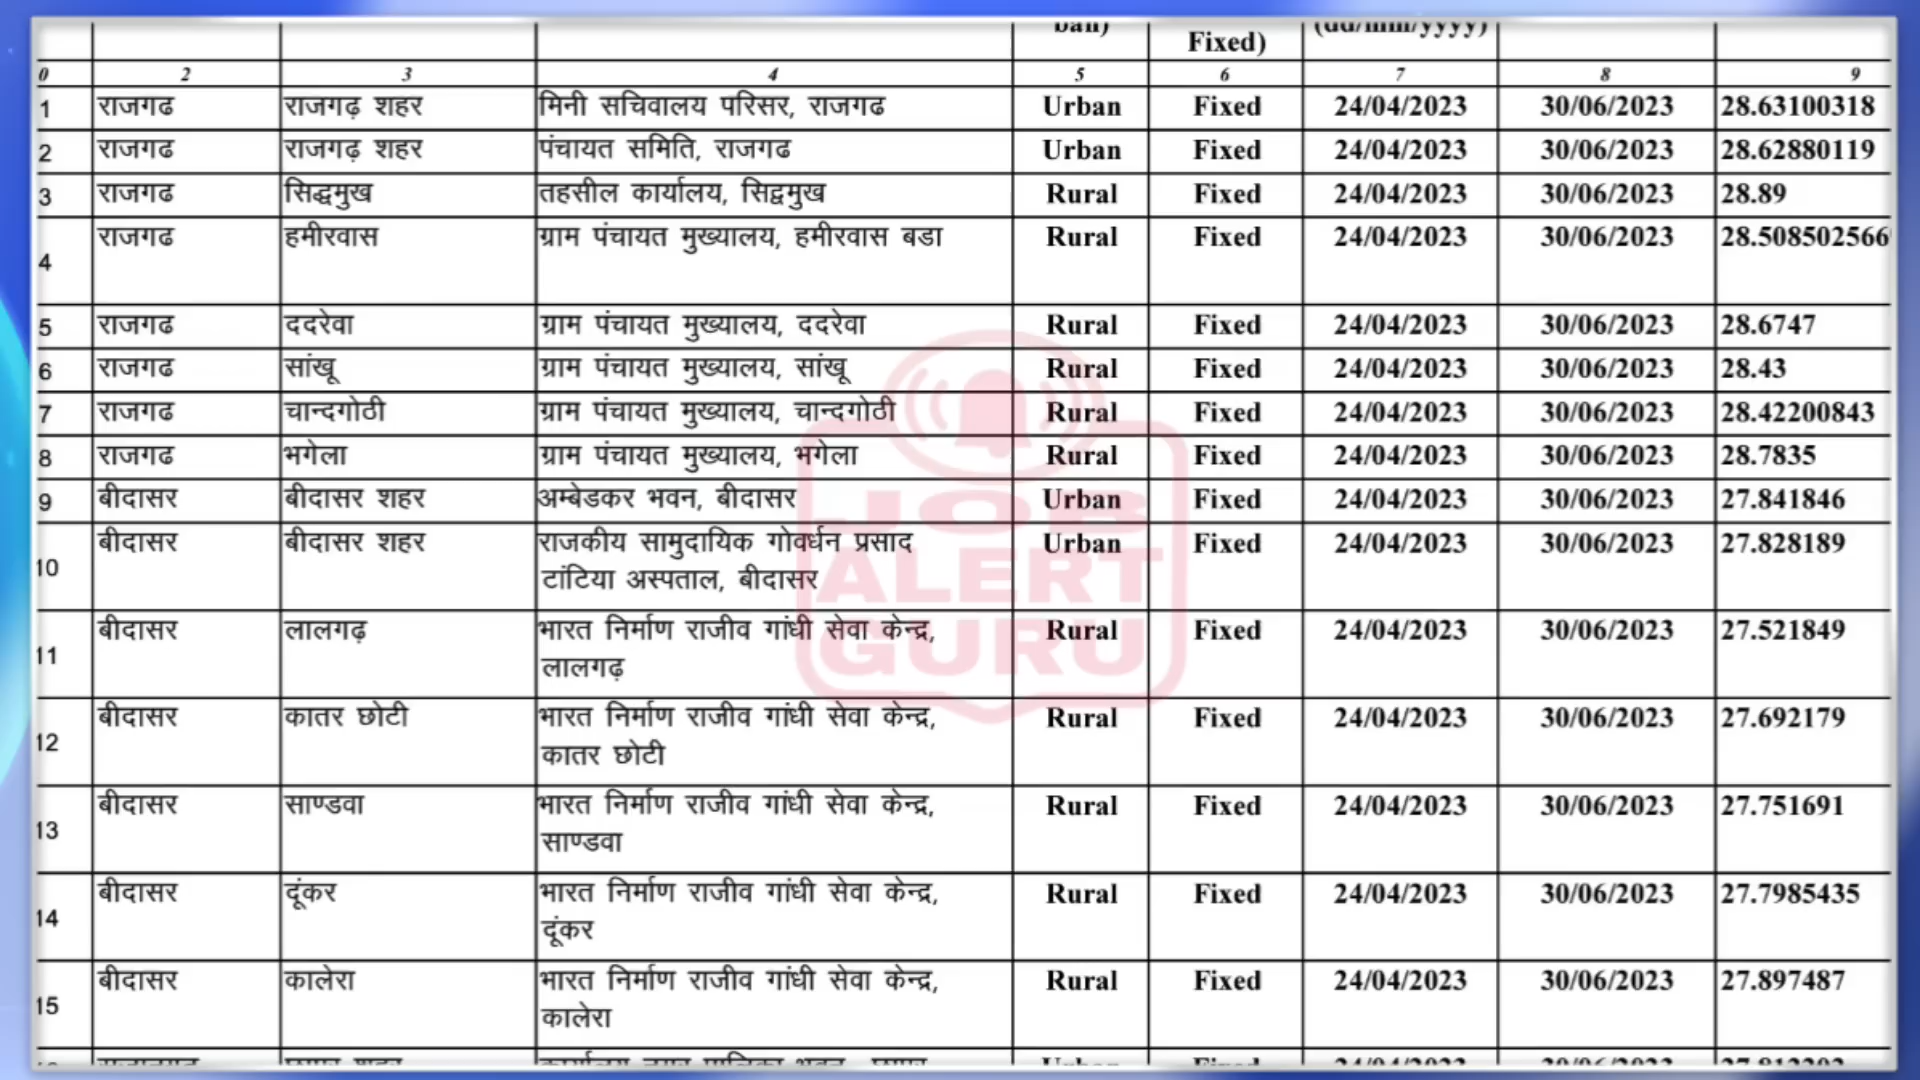 ban)
Fixed) (dd/mm/yyyy)
0 2 3 4 5 6 7 8 9
1 राजगढ राजगढ़ शहर मिनी सचिवालय परिसर, राजगढ Urban Fixed 24/04/2023 30/06/2023 28.63100318
2 राजगढ राजगढ़ शहर पंचायत समिति, राजगढ Urban Fixed 24/04/2023 30/06/2023 28.62880119
3 राजगढ सिद्धमुख तहसील कार्यालय, सिद्वमुख Rural Fixed 24/04/2023 30/06/2023 28.89
4 राजगढ हमीरवास ग्राम पंचायत मुख्यालय, हमीरवास बडा Rural Fixed 24/04/2023 30/06/2023 28.508502566
5 राजगढ ददरेवा ग्राम पंचायत मुख्यालय, ददरेवा Rural Fixed 24/04/2023 30/06/2023 28.6747
6 राजगढ सांखू ग्राम पंचायत मुख्यालय, सांखू Rural Fixed 24/04/2023 30/06/2023 28.43
7 राजगढ चान्दगोठी ग्राम पंचायत मुख्यालय, चान्दगोठी Rural Fixed 24/04/2023 30/06/2023 28.42200843
8 राजगढ भगेला ग्राम पंचायत मुख्यालय, भगेला Rural Fixed 24/04/2023 30/06/2023 28.7835
9 बीदासर बीदासर शहर अम्बेडकर भवन, बीदासर Urban Fixed 24/04/2023 30/06/2023 27.841846
10 बीदासर बीदासर शहर राजकीय सामुदायिक गोवर्धन प्रसाद Urban Fixed 24/04/2023 30/06/2023 27.828189
टांटिया अस्पताल, बीदासर
11 बीदासर लालगढ़ भारत निर्माण राजीव गांधी सेवा केन्द्र, Rural Fixed 24/04/2023 30/06/2023 27.521849
लालगढ़
12 बीदासर कातर छोटी भारत निर्माण राजीव गांधी सेवा केन्द्र, Rural Fixed 24/04/2023 30/06/2023 27.692179
कातर छोटी
13 बीदासर साण्डवा भारत निर्माण राजीव गांधी सेवा केन्द्र, Rural Fixed 24/04/2023 30/06/2023 27.751691
साण्डवा
14 बीदासर दूंकर भारत निर्माण राजीव गांधी सेवा केन्द्र, Rural Fixed 24/04/2023 30/06/2023 27.7985435
दूंकर
15 बीदासर कालेरा भारत निर्माण राजीव गांधी सेवा केन्द्र, Rural Fixed 24/04/2023 30/06/2023 27.897487
कालेरा
Urban Fixed 24/04/2023 30/06/2023
JOB
ALERT
GURU